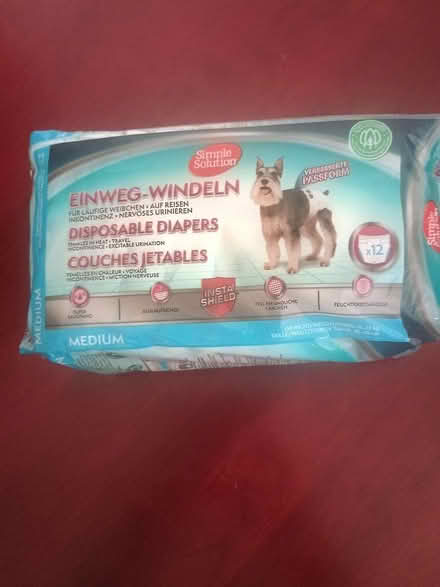 Simple
Solution
VERBESSERTE
PASSFORM
EINWEG-WINDELN
FÜR LÄUFIGE WEIBCHEN • AUF REISEN
INKONTINENZ • NERVÖSES URINIEREN
DISPOSABLE DIAPERS
FEMALES IN HEAT • TRAVEL
INCONTINENCE • EXCITABLE URINATION
COUCHES JETABLES
FEMELLES EN CHALEUR • VOYAGE
INCONTINENCE • MICTION NERVEUSE
x12
INSTA
SHIELD
SUPER
MEDIUM
MEDIUM